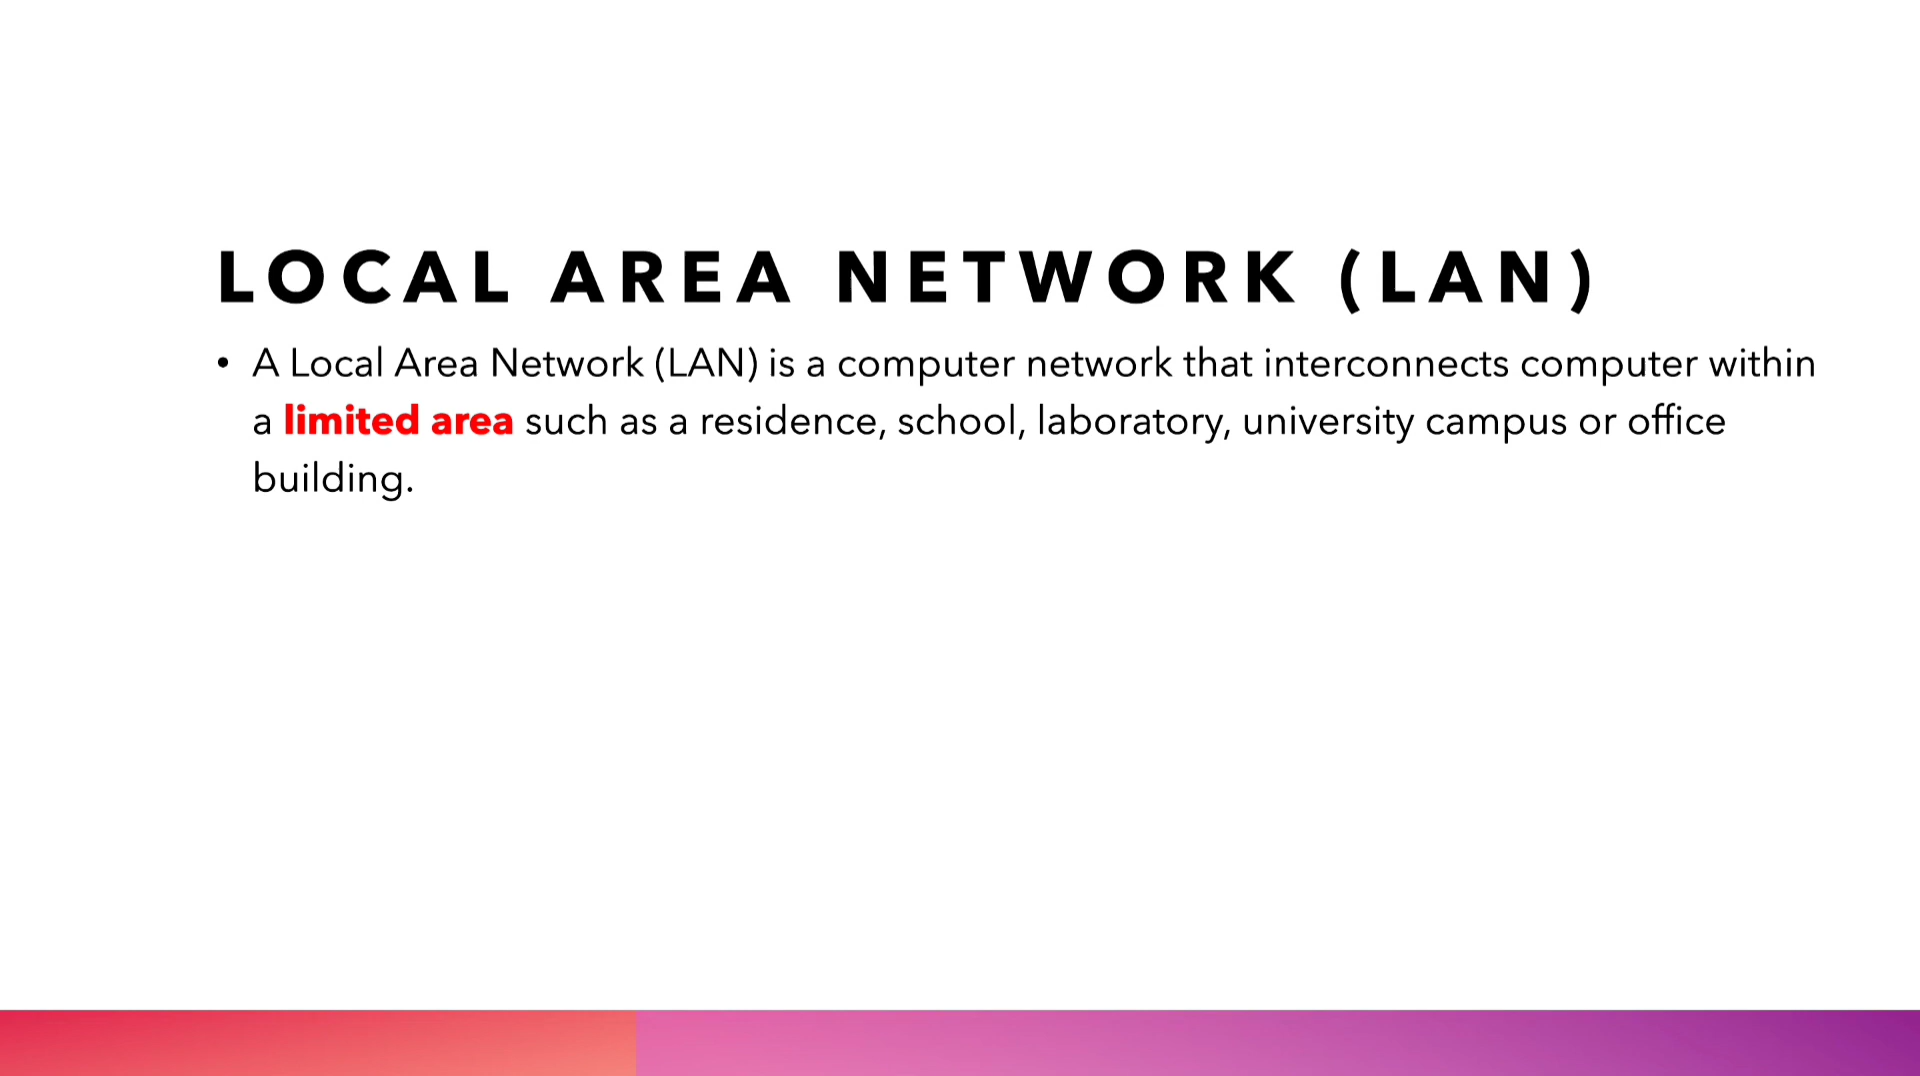 LOCAL AREA NETWORK (LAN)
• A Local Area Network (LAN) is a computer network that interconnects computer within
a limited area such as a residence, school, laboratory, university campus or office
building.